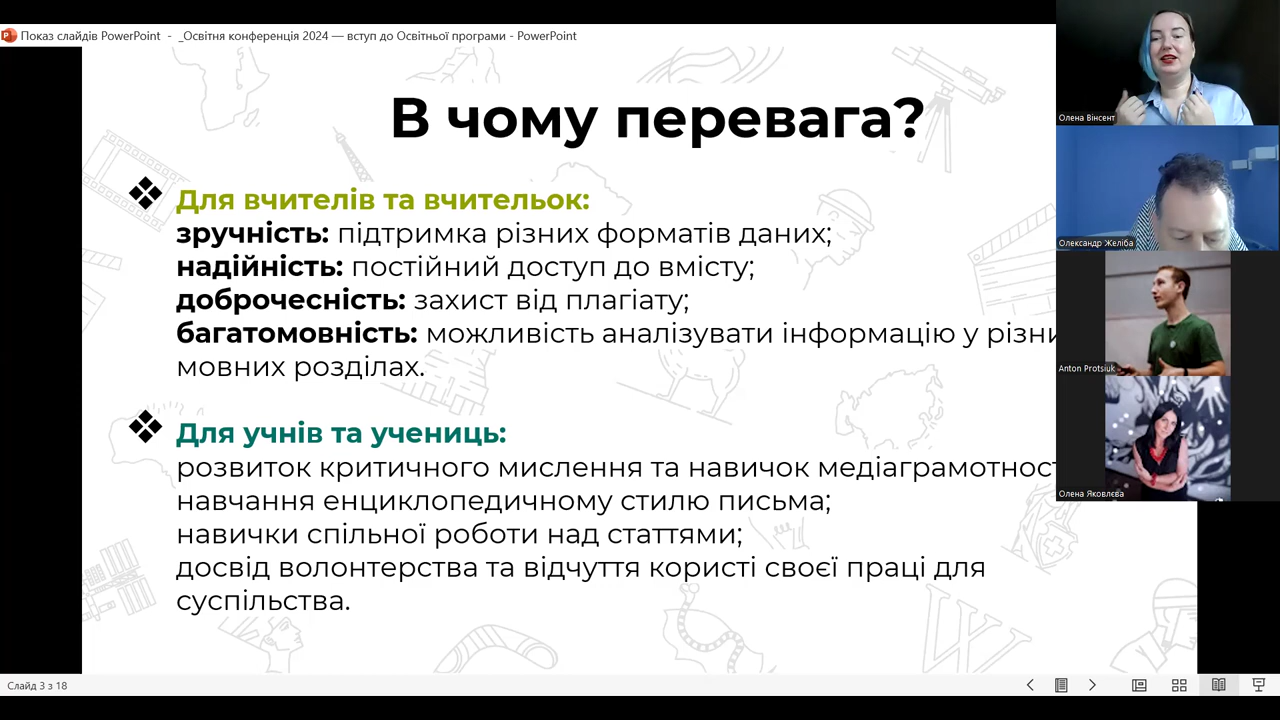 Показ слайдів PowerPoint - _Освітня конференція 2024 — вступ до Освітньої програми - PowerPoint
В чому перевага?
❖ Для вчителів та вчительок:
зручність: підтримка різних форматів даних;
надійність: постійний доступ до вмісту;
доброчесність: захист від плагіату;
багатомовність: можливість аналізувати інформацію у різни
мовних розділах.
❖ Для учнів та учениць:
розвиток критичного мислення та навичок медіаграмотност
навчання енциклопедичному стилю письма;
навички спільної роботи над статтями;
досвід волонтерства та відчуття користі своєї праці для
суспільства.
Олена Вінсент
Олександр Желіба
Anton Protsiuk
Олена Яковлєва
Слайд 3 з 18